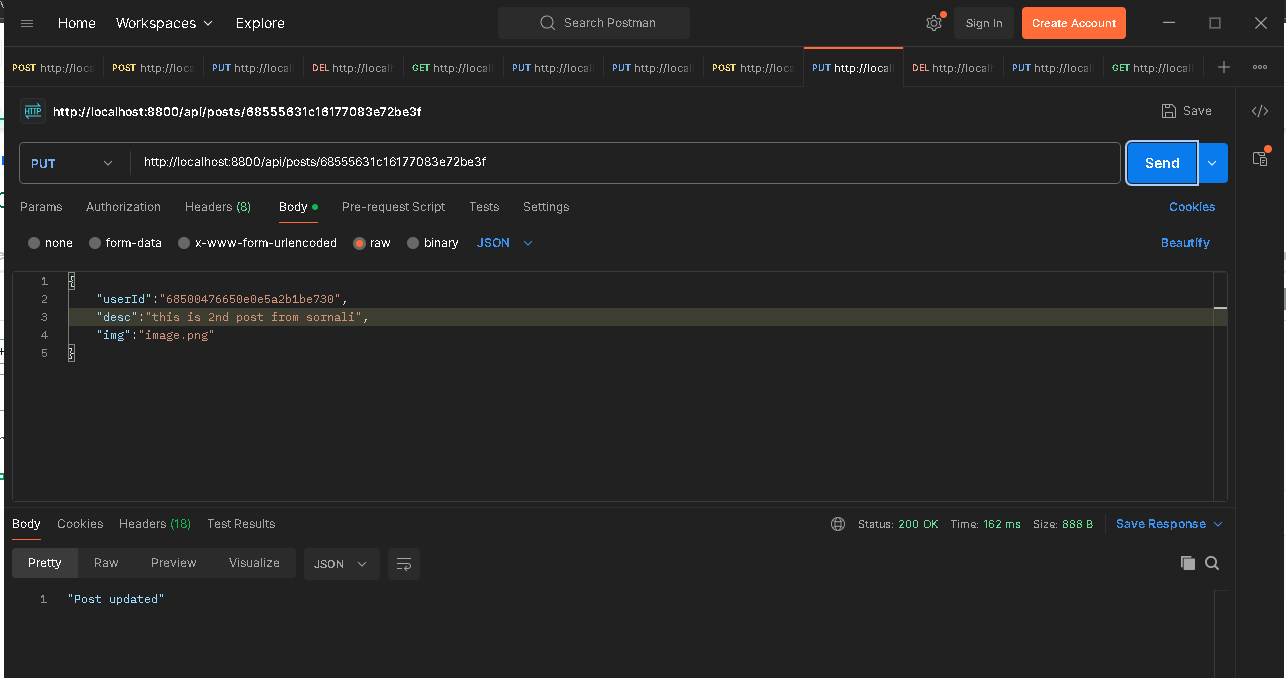 Home Workspaces Explore Search Postman Sign In Create Account
POST http://loca POST http://loca PUT http://local DEL http://local GET http://local PUT http://local PUT http://local POST http://loca PUT http://local DEL http://local PUT http://local GET http://local
HTTP http://localhost:8800/api/posts/68555631c16177083e72be3f Save
PUT http://localhost:8800/api/posts/68555631c16177083e72be3f Send
Params Authorization Headers (8) Body Pre-request Script Tests Settings Cookies
none form-data x-www-form-urlencoded raw binary JSON Beautify
1 {
2 "userId":"68500476650e0e5a2b1be730",
3 "desc":"this is 2nd post from sornali",
4 "img":"image.png"
5 }
Body Cookies Headers (18) Test Results Status: 200 OK Time: 162 ms Size: 888 B Save Response
Pretty Raw Preview Visualize JSON
1 "Post updated"